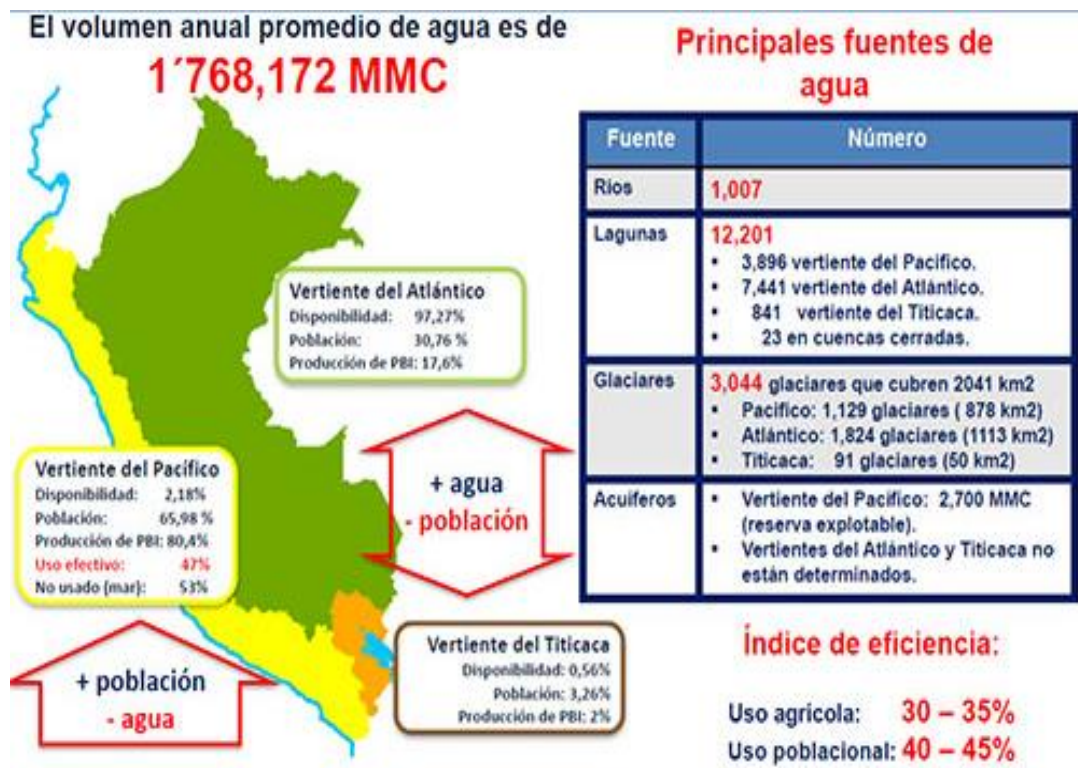 El volumen anual promedio de agua es de
1´768,172 MMC
Vertiente del Atlántico
Disponibilidad: 97,27%
Población: 30,76 %
Producción de PBI: 17,6%
Vertiente del Pacífico
Disponibilidad: 2,18%
Población: 65,98 %
Producción de PBI: 80,4%
Uso efectivo: 47%
No usado (mar): 53%
+ agua
- población
+ población
- agua
Vertiente del Titicaca
Disponibilidad: 0,56%
Población: 3,26%
Producción de PBI: 2%
Principales fuentes de
agua
Fuente Número
Ríos 1,007
Lagunas 12,201
• 3,896 vertiente del Pacífico.
• 7,441 vertiente del Atlántico.
• 841 vertiente del Titicaca.
• 23 en cuencas cerradas.
Glaciares 3,044 glaciares que cubren 2041 km2
• Pacífico: 1,129 glaciares ( 878 km2)
• Atlántico: 1,824 glaciares (1113 km2)
• Titicaca: 91 glaciares (50 km2)
Acuíferos • Vertiente del Pacífico: 2,700 MMC
(reserva explotable).
• Vertientes del Atlántico y Titicaca no
están determinados.
Índice de eficiencia:
Uso agrícola: 30 – 35%
Uso poblacional: 40 – 45%